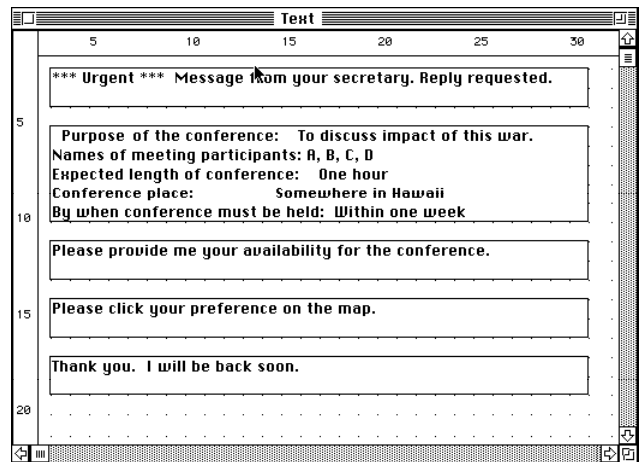 Text
5 10 15 20 25 30
*** Urgent *** Message from your secretary. Reply requested.
5
Purpose of the conference: To discuss impact of this war.
Names of meeting participants: A, B, C, D
Expected length of conference: One hour
Conference place: Somewhere in Hawaii
10
By when conference must be held: Within one week
Please provide me your availability for the conference.
15
Please click your preference on the map.
Thank you. I will be back soon.
20